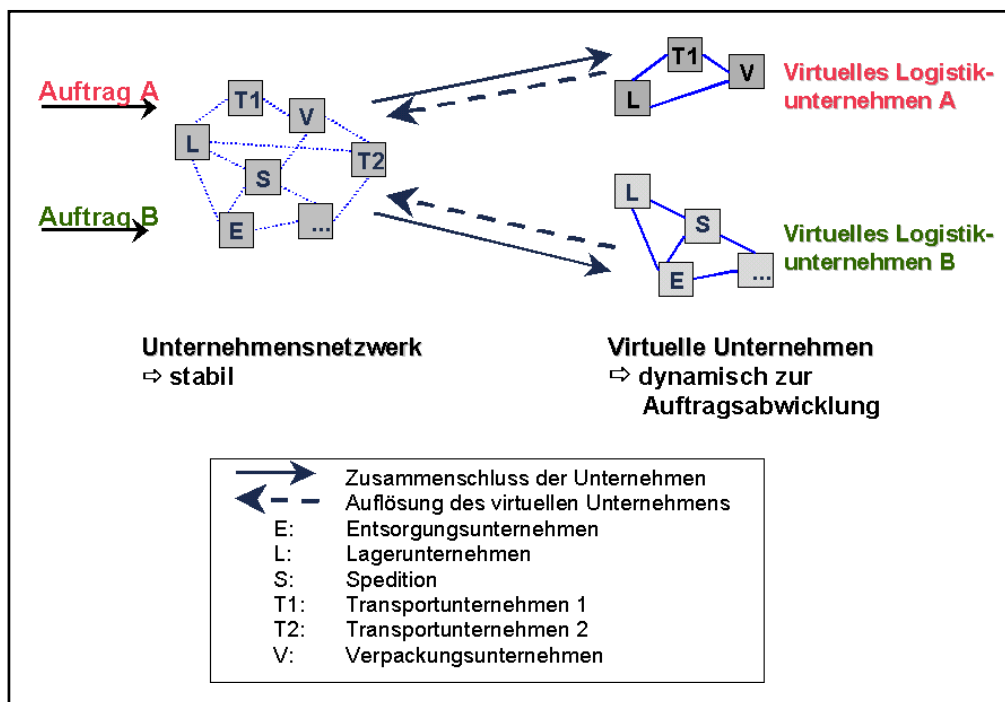 Auftrag A
Auftrag B
T1
V
L
T2
S
E
...
T1
V
L
Virtuelles Logistik-
unternehmen A
L
S
E
...
Virtuelles Logistik-
unternehmen B
Unternehmensnetzwerk
⇨ stabil
Virtuelle Unternehmen
⇨ dynamisch zur
Auftragsabwicklung
Zusammenschluss der Unternehmen
Auflösung des virtuellen Unternehmens
E: Entsorgungsunternehmen
L: Lagerunternehmen
S: Spedition
T1: Transportunternehmen 1
T2: Transportunternehmen 2
V: Verpackungsunternehmen